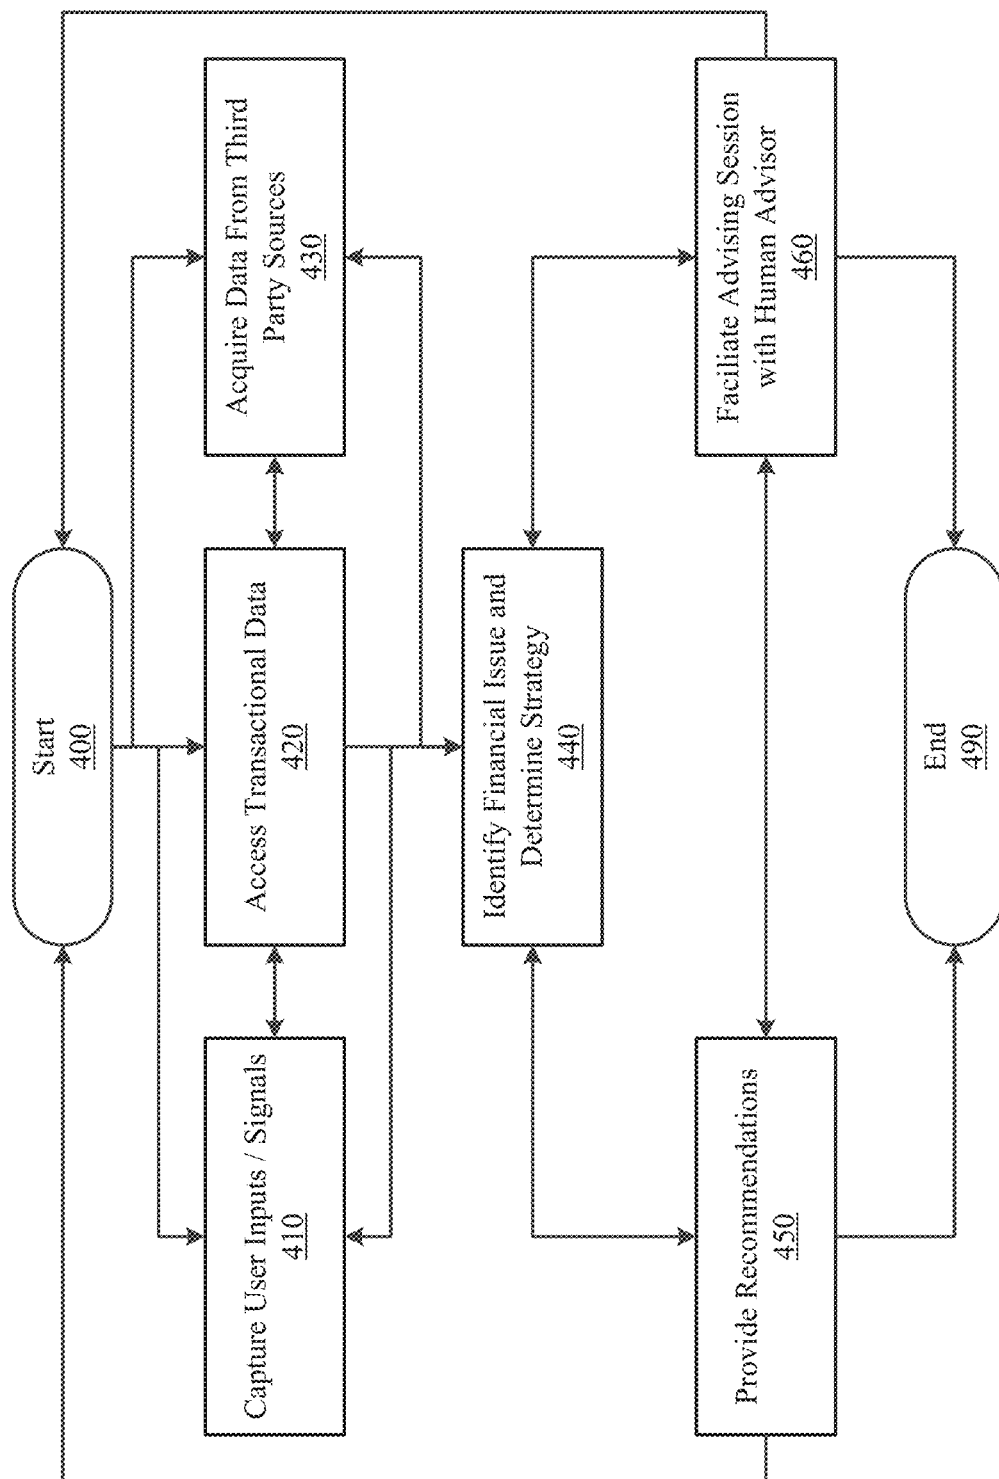 Start
400
Capture User Inputs / Signals
410
Access Transactional Data
420
Acquire Data From Third
Party Sources
430
Identify Financial Issue and
Determine Strategy
440
Provide Recommendations
450
Faciliate Advising Session
with Human Advisor
460
End
490